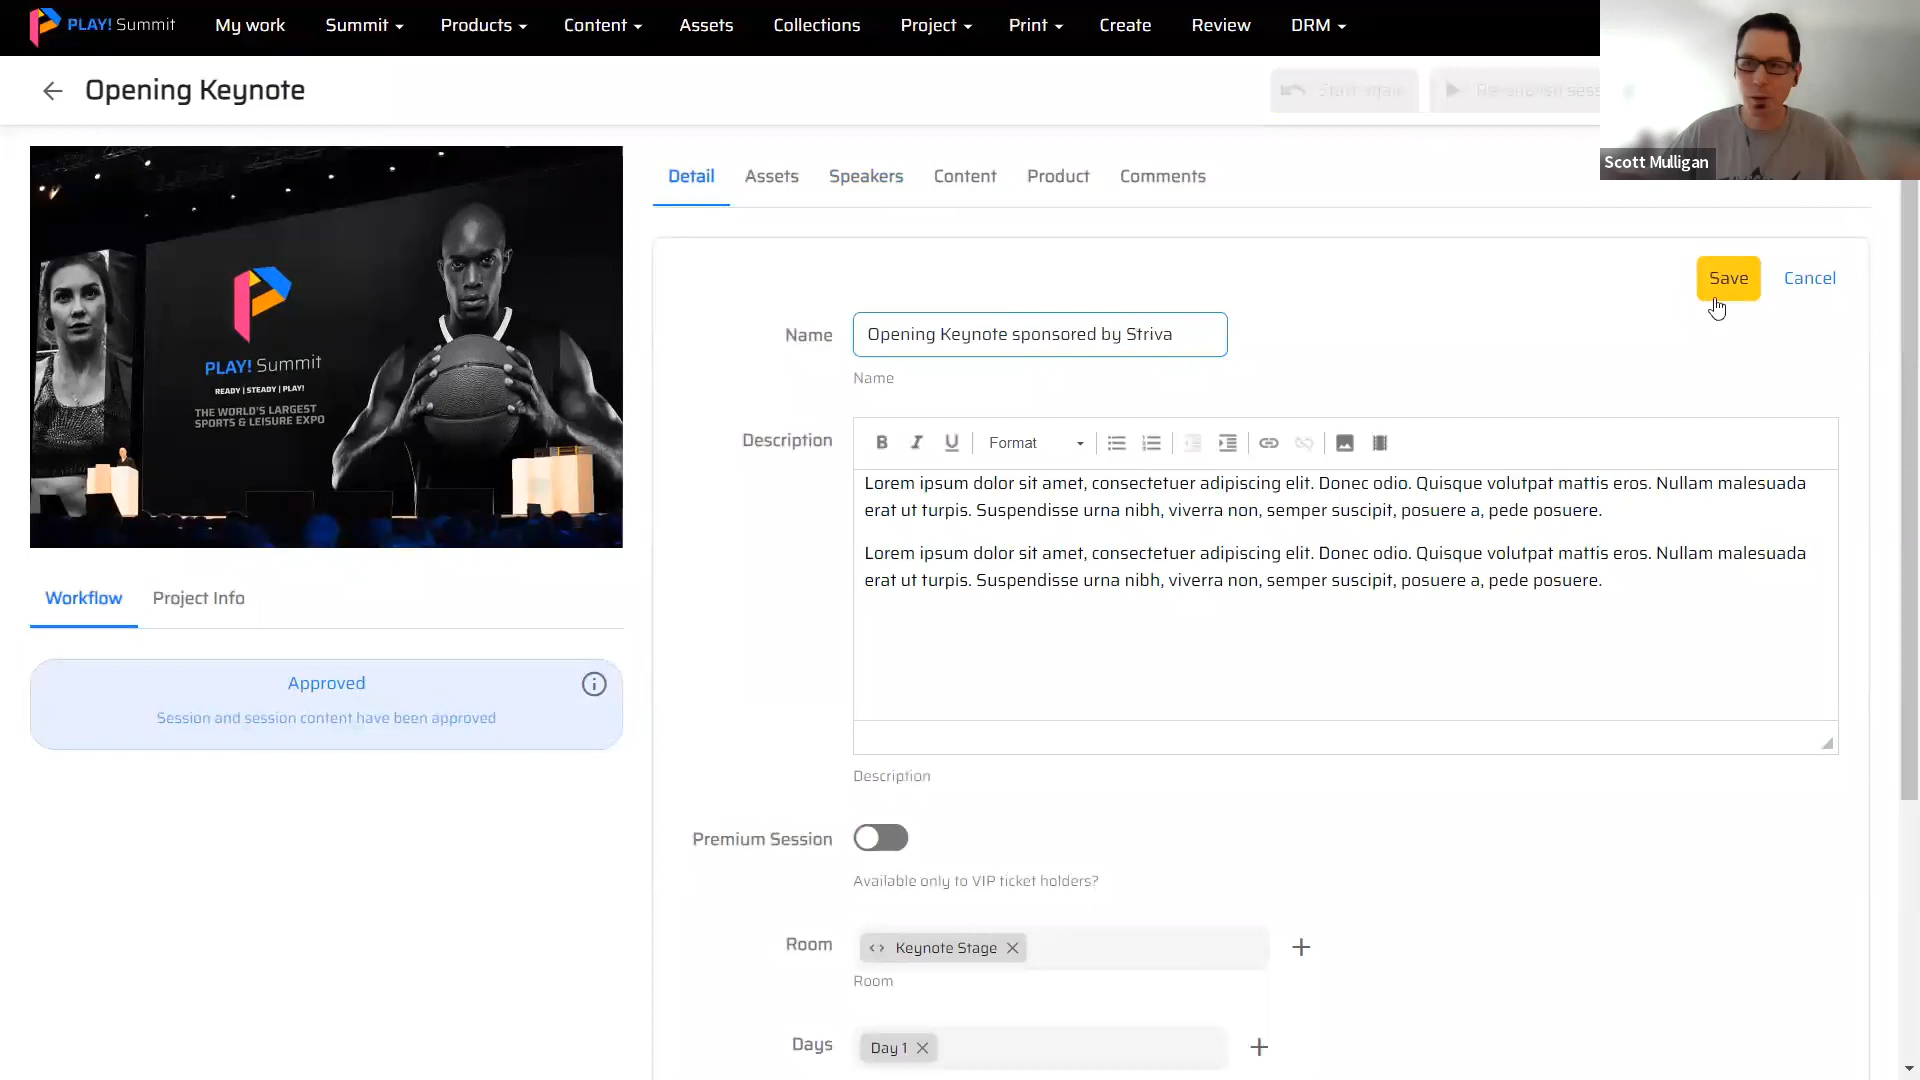 PLAY! Summit
My work
Summit
Products
Content
Assets
Collections
Project
Print
Create
Review
DRM
Opening Keynote
Start again
Scott Mulligan
PLAY! Summit
READY | STEADY | PLAY!
THE WORLD'S LARGEST
SPORTS & LEISURE EXPO
Detail
Assets
Speakers
Content
Product
Comments
Save
Cancel
Name
Opening Keynote sponsored by Striva
Name
Description
Format
Lorem ipsum dolor sit amet, consectetuer adipiscing elit. Donec odio. Quisque volutpat mattis eros. Nullam malesuada
erat ut turpis. Suspendisse urna nibh, viverra non, semper suscipit, posuere a, pede posuere.
Lorem ipsum dolor sit amet, consectetuer adipiscing elit. Donec odio. Quisque volutpat mattis eros. Nullam malesuada
erat ut turpis. Suspendisse urna nibh, viverra non, semper suscipit, posuere a, pede posuere.
Description
Workflow
Project Info
Approved
Session and session content have been approved
Premium Session
Available only to VIP ticket holders?
Room
Keynote Stage
Room
Days
Day 1